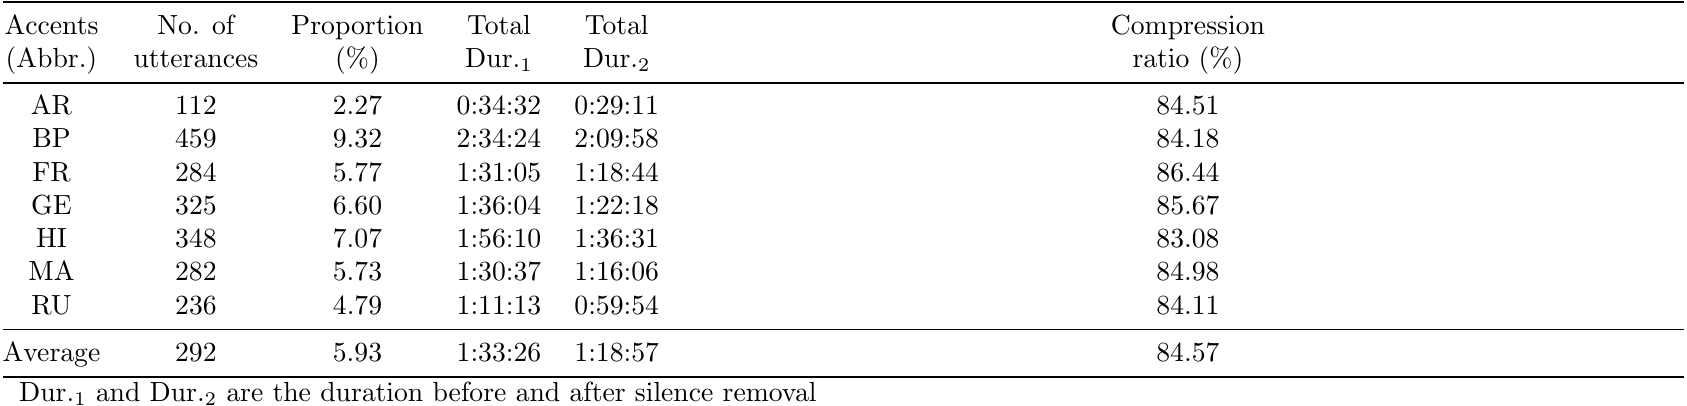 Accents No. of Proportion Total Total Compression
(Abbr.) utterances (%) Dur.₁ Dur.₂ ratio (%)
AR 112 2.27 0:34:32 0:29:11 84.51
BP 459 9.32 2:34:24 2:09:58 84.18
FR 284 5.77 1:31:05 1:18:44 86.44
GE 325 6.60 1:36:04 1:22:18 85.67
HI 348 7.07 1:56:10 1:36:31 83.08
MA 282 5.73 1:30:37 1:16:06 84.98
RU 236 4.79 1:11:13 0:59:54 84.11
Average 292 5.93 1:33:26 1:18:57 84.57
Dur.₁ and Dur.₂ are the duration before and after silence removal